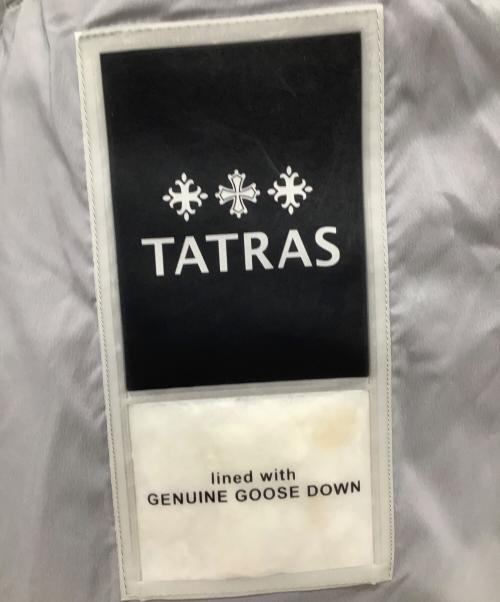 TATRAS
lined with
GENUINE GOOSE DOWN